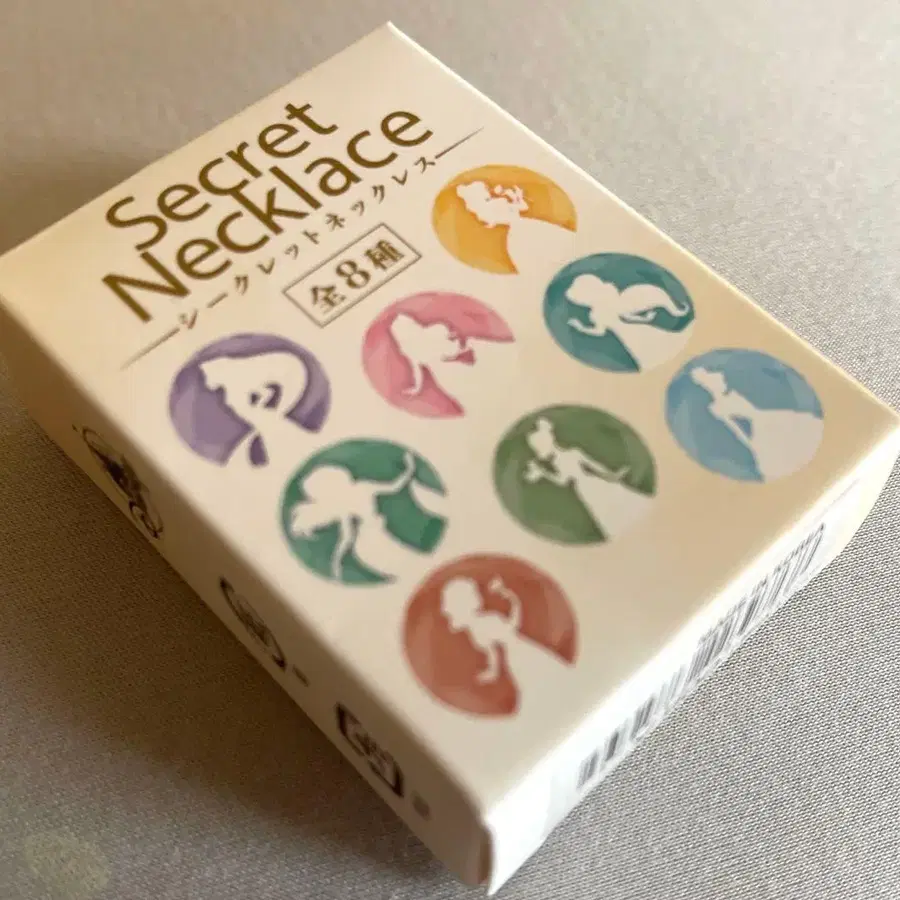 Secret
Necklace
シークレットネックレス
全8種